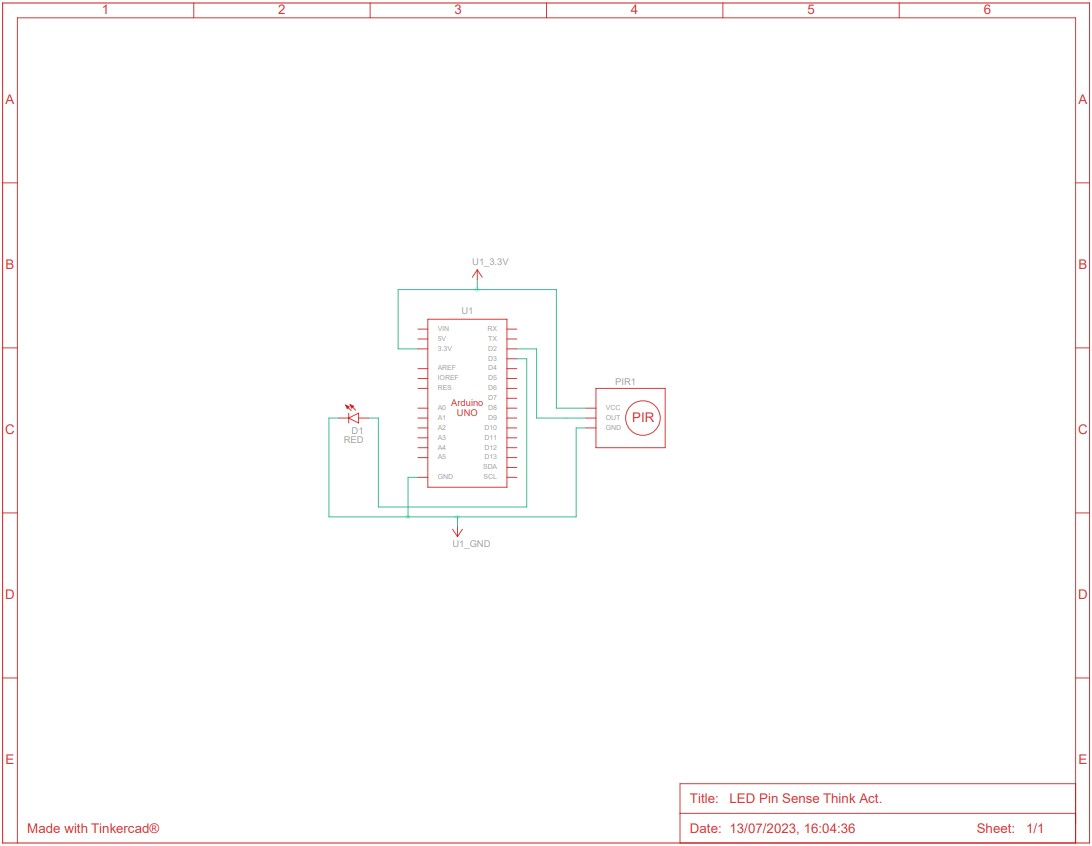 1 2 3 4 5 6
A A
B B
U1_3.3V
U1
VIN RX
5V TX
3.3V D2
D3
AREF D4
IOREF D5
RES D6
D7
A0 D8
A1 D9
A2 D10
A3 D11
A4 D12
A5 D13
SDA
GND SCL
Arduino
UNO
PIR1
VCC
OUT
GND
PIR
C C
D1
RED
U1_GND
D D
E E
Title: LED Pin Sense Think Act.
Made with Tinkercad®
Date: 13/07/2023, 16:04:36 Sheet: 1/1